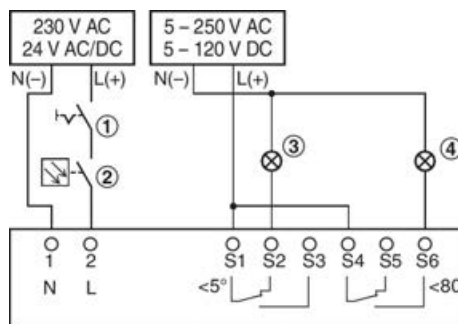 230 V AC
24 V AC/DC
5 – 250 V AC
5 – 120 V DC
N(–) L(+) N(–) L(+)
1
2
3
4
1 2 S1 S2 S3 S4 S5 S6
N L <5° <80